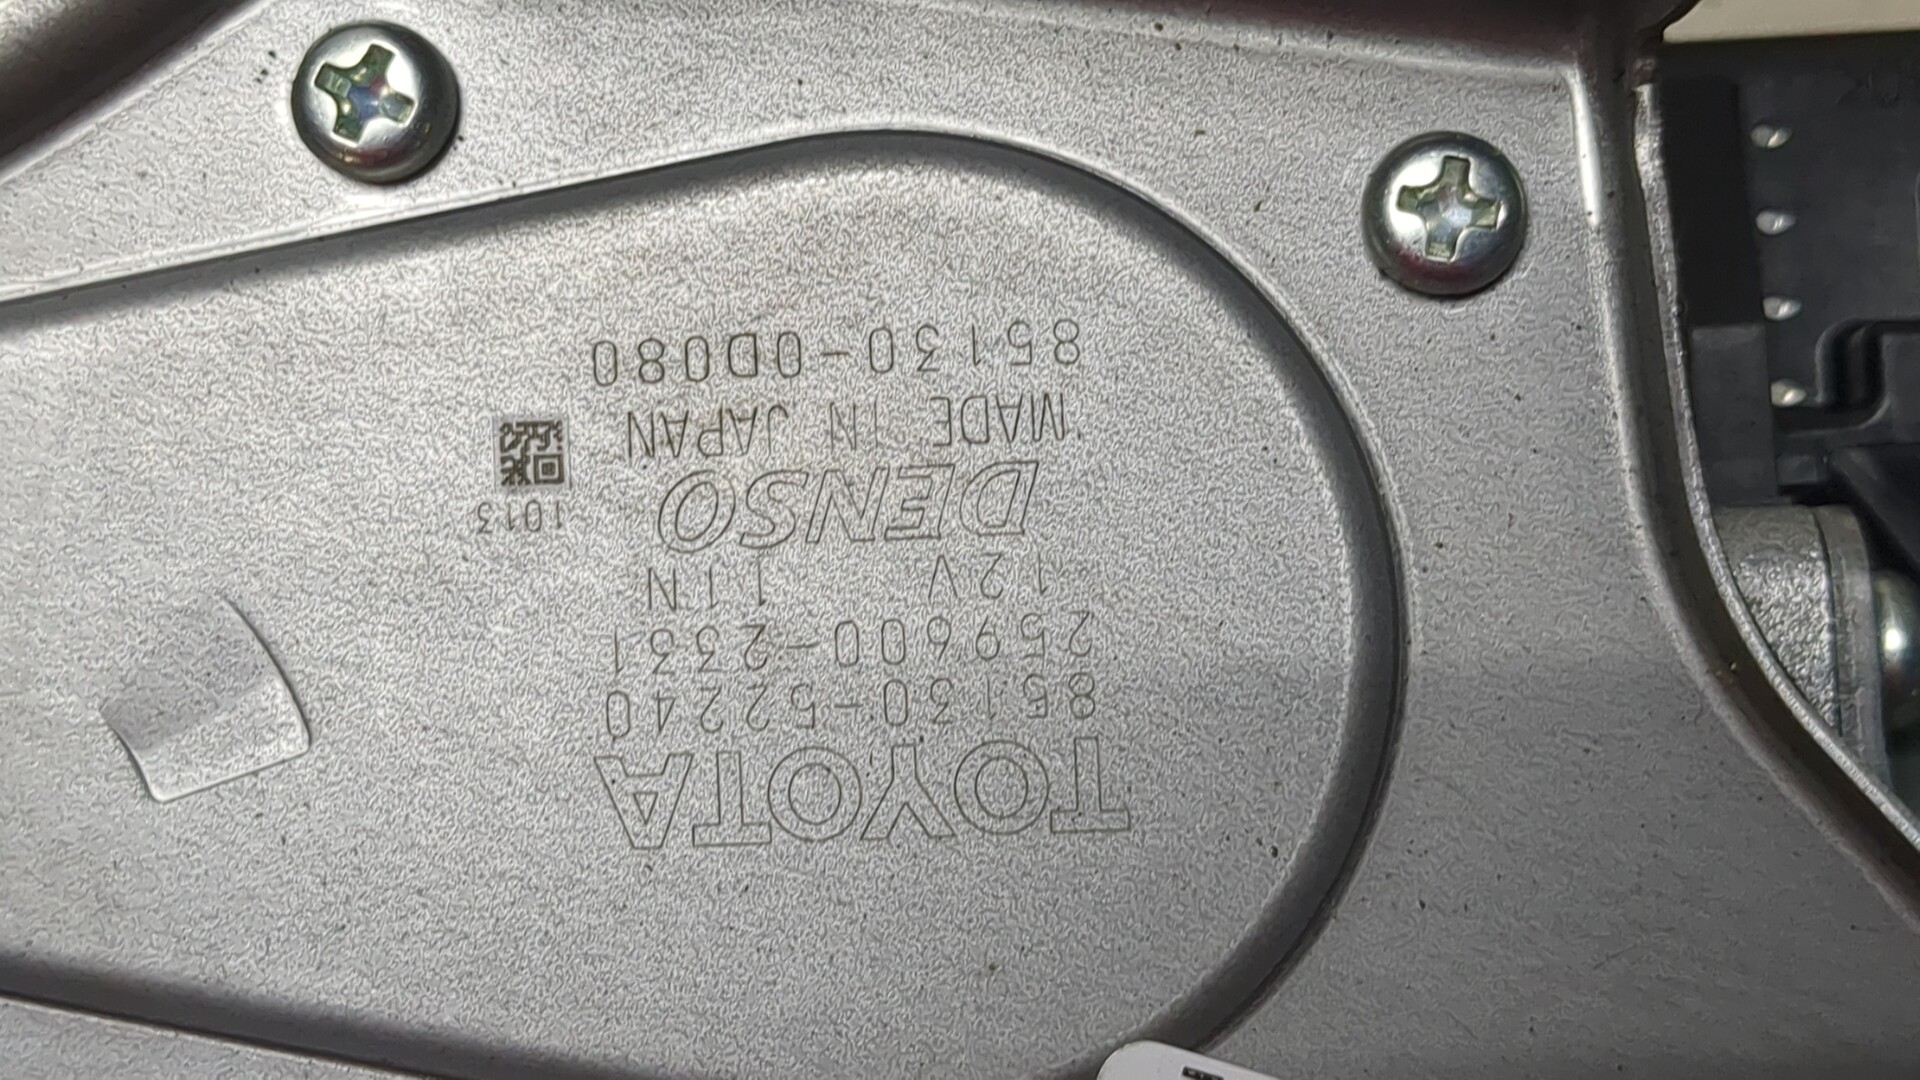 TOYOTA
85130-52240
259600-2331
12V 11N
DENSO
MADE IN JAPAN
85130-0D080
1013